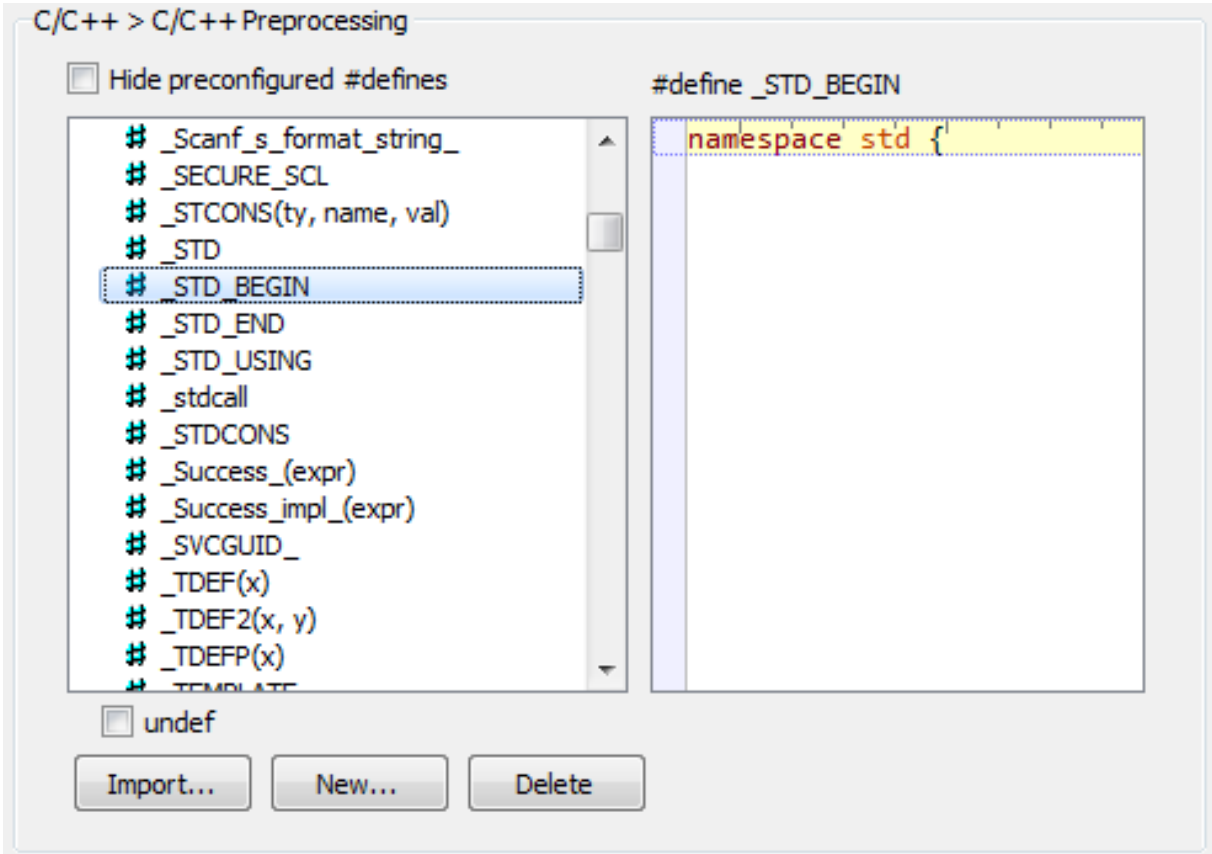 C/C++ > C/C++ Preprocessing
Hide preconfigured #defines
#define _STD_BEGIN
# _Scanf_s_format_string_
# _SECURE_SCL
# _STCONS(ty, name, val)
# _STD
# _STD_BEGIN
# _STD_END
# _STD_USING
# _stdcall
# _STDCONS
# _Success_(expr)
# _Success_impl_(expr)
# _SVCGUID_
# _TDEF(x)
# _TDEF2(x, y)
# _TDEFP(x)
# _TEMPLATE
namespace std {
undef
Import...
New...
Delete